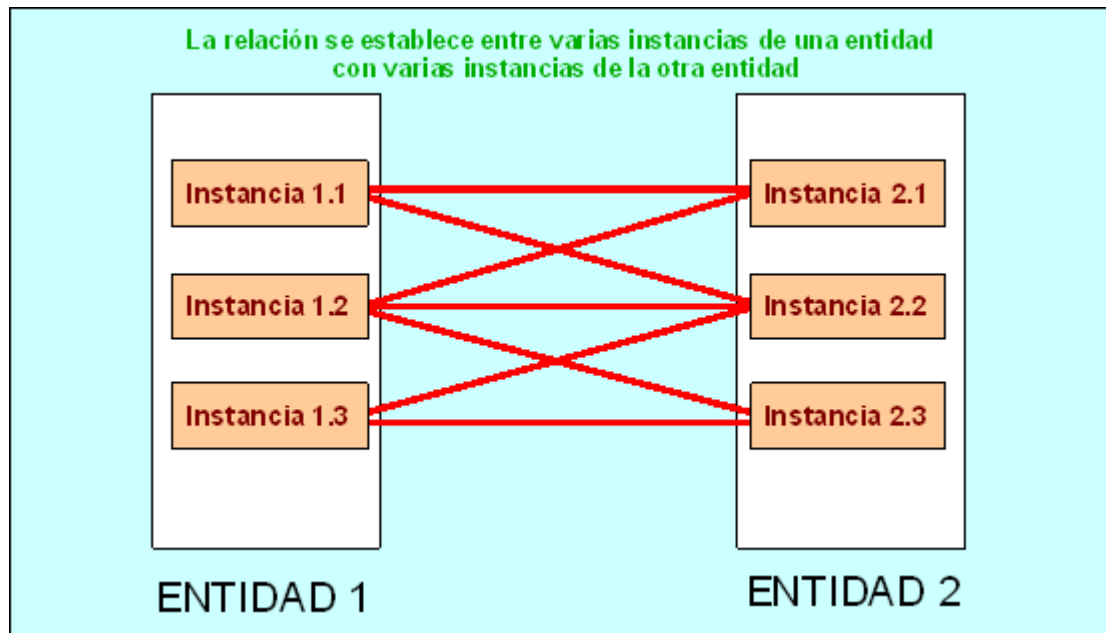 La relación se establece entre varias instancias de una entidad
con varias instancias de la otra entidad
Instancia 1.1
Instancia 2.1
Instancia 1.2
Instancia 2.2
Instancia 1.3
Instancia 2.3
ENTIDAD 1
ENTIDAD 2